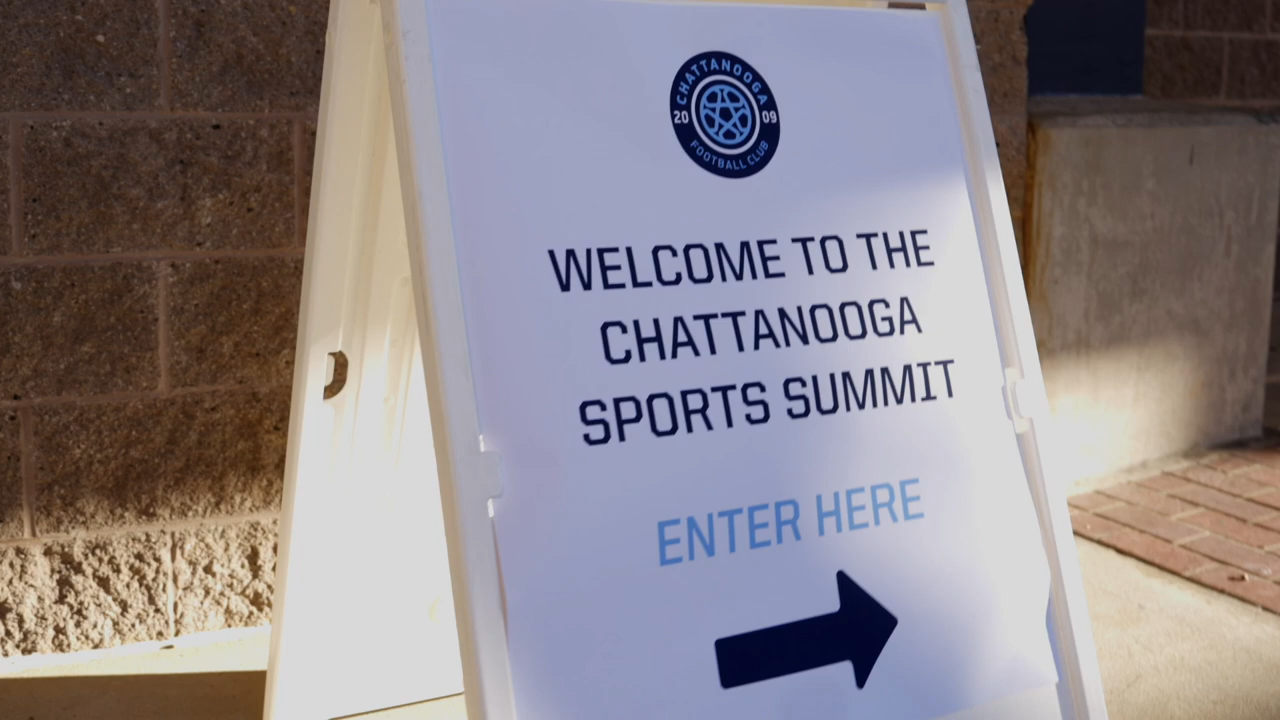 CHATTANOOGA
20 09
FOOTBALL CLUB
WELCOME TO THE
CHATTANOOGA
SPORTS SUMMIT
ENTER HERE